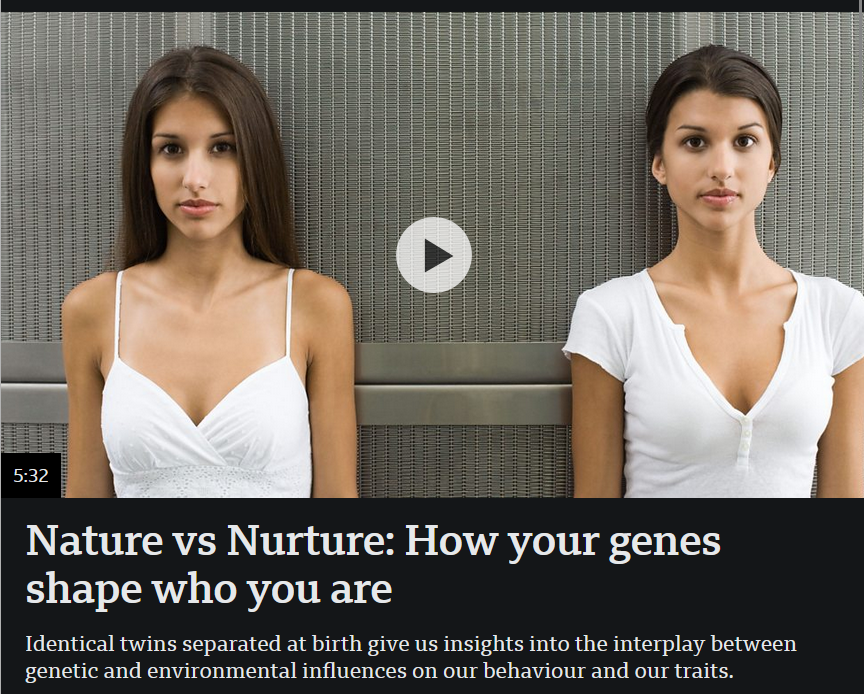 5:32
Nature vs Nurture: How your genes
shape who you are
Identical twins separated at birth give us insights into the interplay between
genetic and environmental influences on our behaviour and our traits.